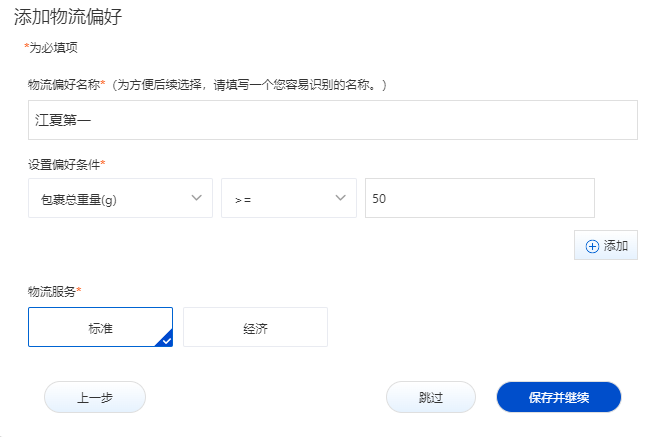 添加物流偏好
*为必填项
物流偏好名称*（为方便后续选择，请填写一个您容易识别的名称。）
江夏第一
设置偏好条件*
包裹总重量(g) >= 50
添加
物流服务*
标准 经济
上一步 跳过 保存并继续